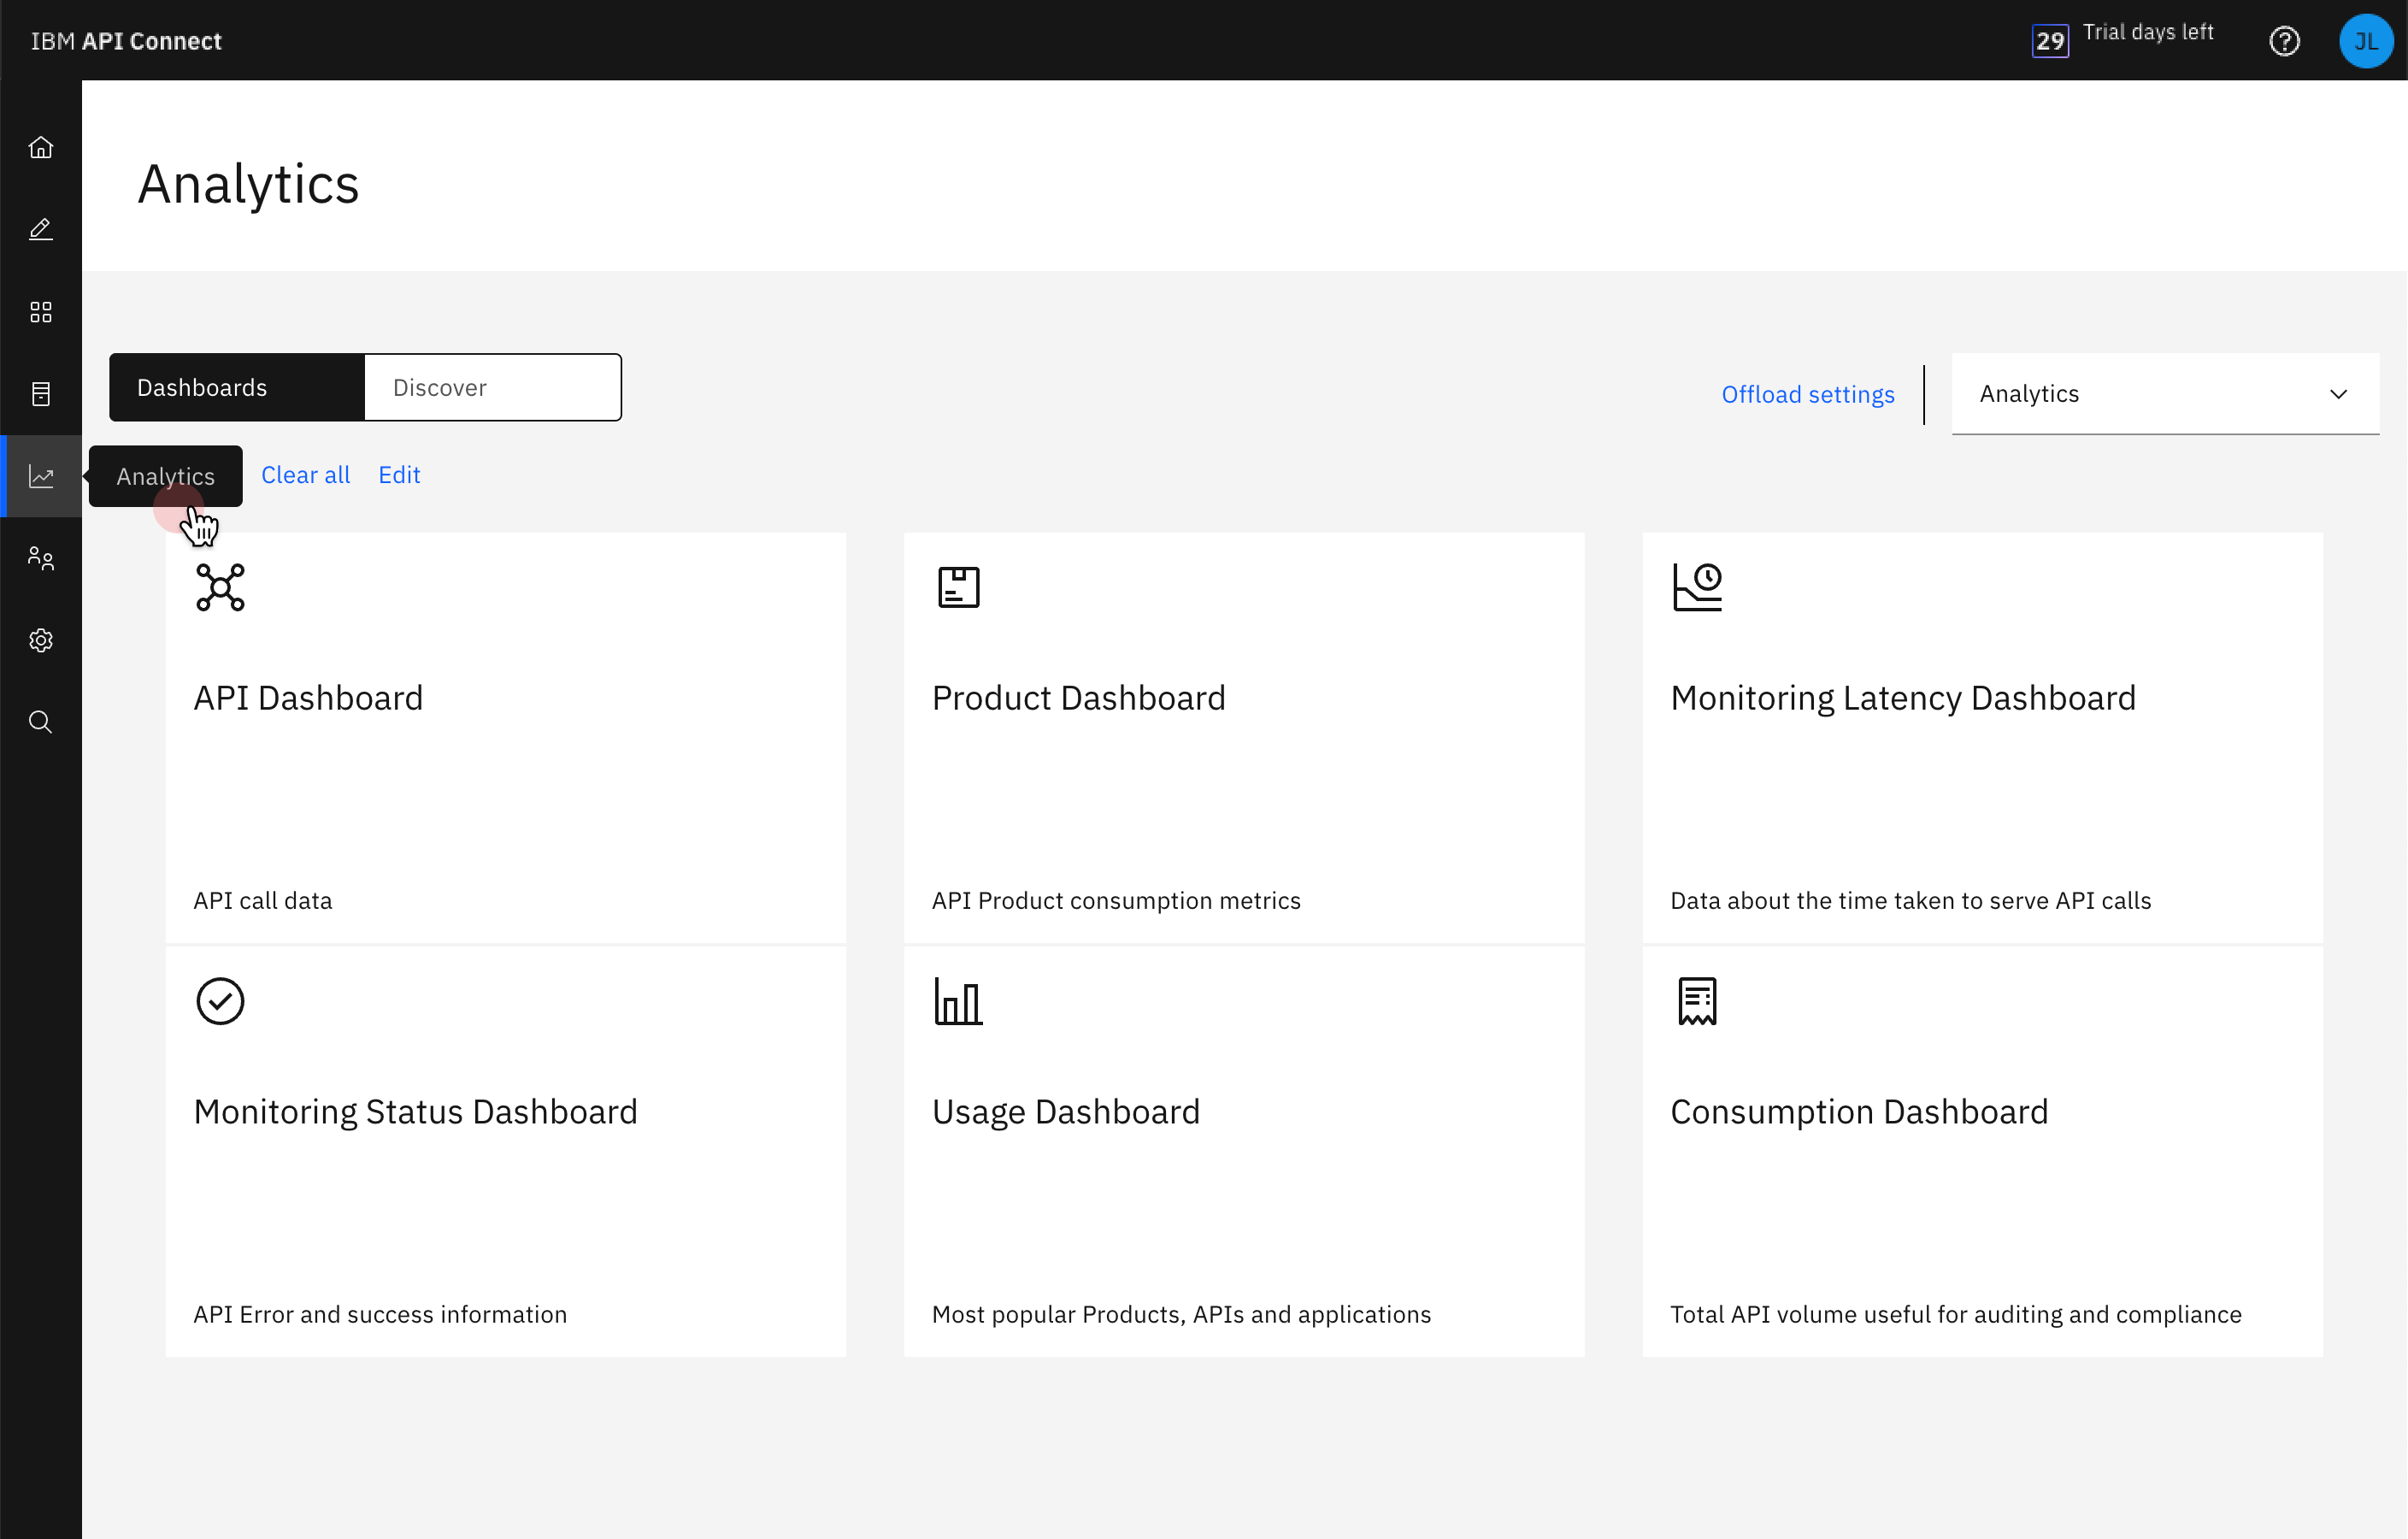 IBM API Connect
29 Trial days left
JL
Analytics
Dashboards
Discover
Offload settings
Analytics
Analytics
Clear all
Edit
API Dashboard
API call data
Product Dashboard
API Product consumption metrics
Monitoring Latency Dashboard
Data about the time taken to serve API calls
Monitoring Status Dashboard
API Error and success information
Usage Dashboard
Most popular Products, APIs and applications
Consumption Dashboard
Total API volume useful for auditing and compliance